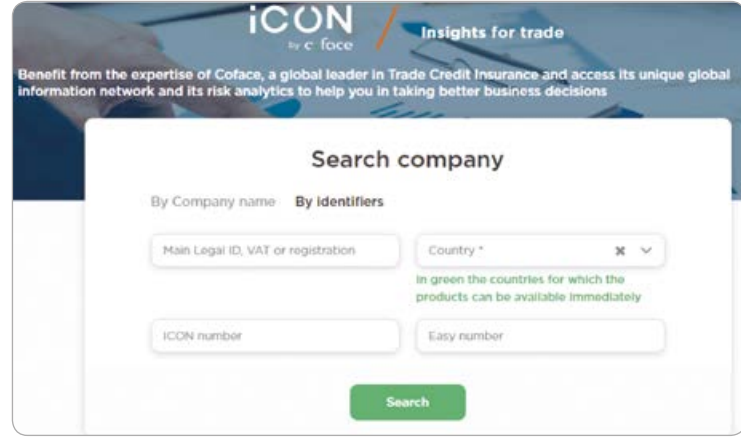 iCON
by c face
Insights for trade
Benefit from the expertise of Coface, a global leader in Trade Credit Insurance and access its unique global
information network and its risk analytics to help you in taking better business decisions
Search company
By Company name By identifiers
Main Legal ID, VAT or registration
Country *
In green the countries for which the
products can be available immediately
ICON number
Easy number
Search